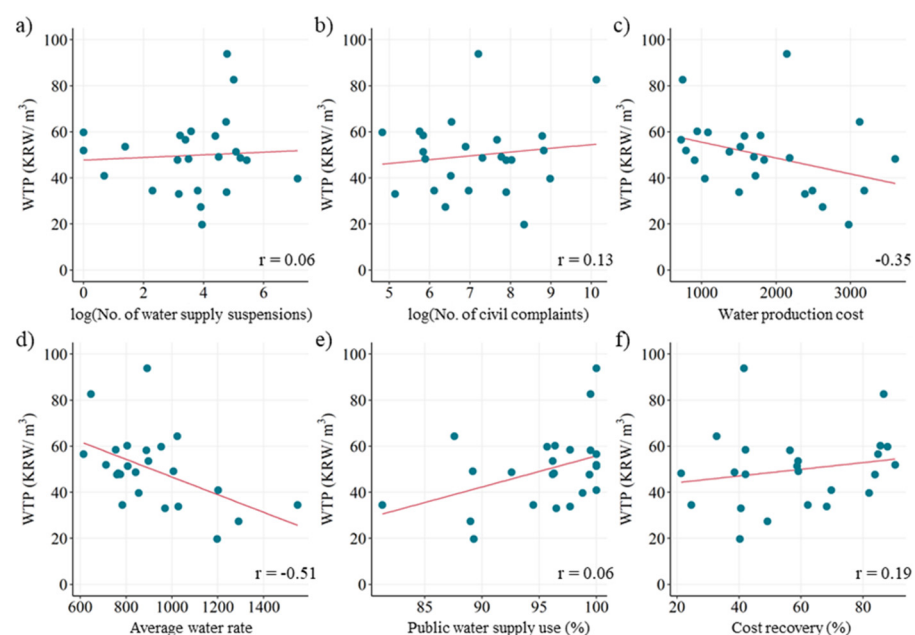 a)
b)
c)
100
80
60
40
20
0
WTP (KRW/ m³)
0
2
4
6
r = 0.06
log(No. of water supply suspensions)
100
80
60
40
20
0
WTP (KRW/ m³)
5
6
7
8
9
10
r = 0.13
log(No. of civil complaints)
100
80
60
40
20
0
WTP (KRW/ m³)
1000
2000
3000
-0.35
Water production cost
d)
e)
f)
100
80
60
40
20
0
WTP (KRW/ m³)
600
800
1000
1200
1400
r = -0.51
Average water rate
100
80
60
40
20
0
WTP (KRW/ m³)
85
90
95
100
r = 0.06
Public water supply use (%)
100
80
60
40
20
0
WTP (KRW/ m³)
20
40
60
80
r = 0.19
Cost recovery (%)